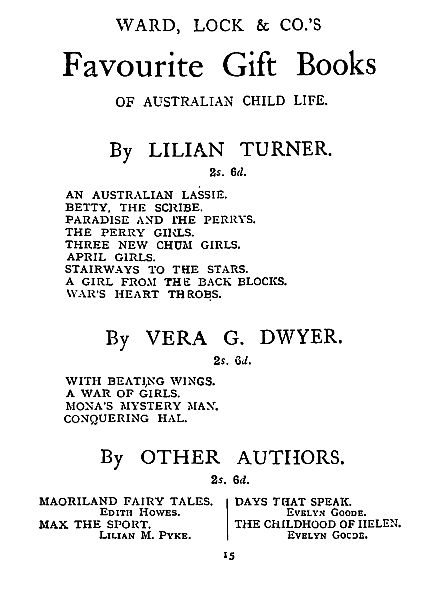 WARD, LOCK & CO.'S
Favourite Gift Books
OF AUSTRALIAN CHILD LIFE.
By LILIAN TURNER.
2s. 6d.
AN AUSTRALIAN LASSIE.
BETTY, THE SCRIBE.
PARADISE AND THE PERRYS.
THE PERRY GIRLS.
THREE NEW CHUM GIRLS.
APRIL GIRLS.
STAIRWAYS TO THE STARS.
A GIRL FROM THE BACK BLOCKS.
WAR'S HEART THROBS.
By VERA G. DWYER.
2s. 6d.
WITH BEATING WINGS.
A WAR OF GIRLS.
MONA'S MYSTERY MAN.
CONQUERING HAL.
By OTHER AUTHORS.
2s. 6d.
MAORILAND FAIRY TALES.
EDITH HOWES.
MAX THE SPORT.
LILIAN M. PYKE.
DAYS THAT SPEAK.
EVELYN GOODE.
THE CHILDHOOD OF HELEN.
EVELYN GOODE.
15